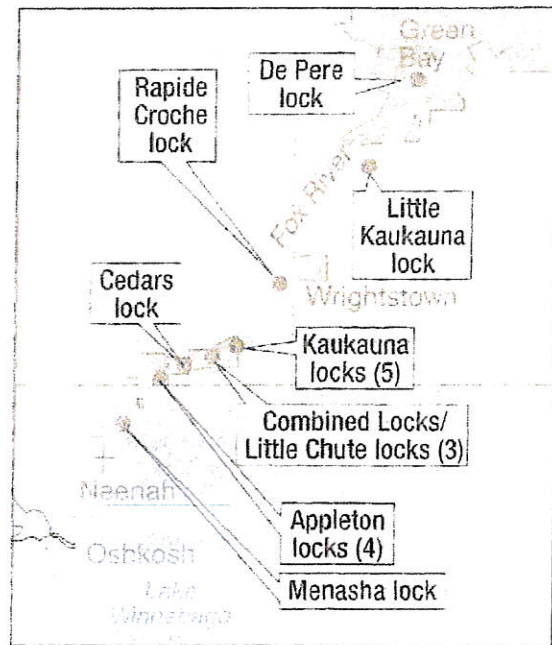 Green
Bay
De Pere
lock
Rapide
Croche
lock
Fox River
Little
Kaukauna
lock
Cedars
lock
Wrightstown
Kaukauna
locks (5)
Combined Locks/
Little Chute locks (3)
Neenah
Appleton
locks (4)
Oshkosh
Menasha lock
Lake
Winnebago